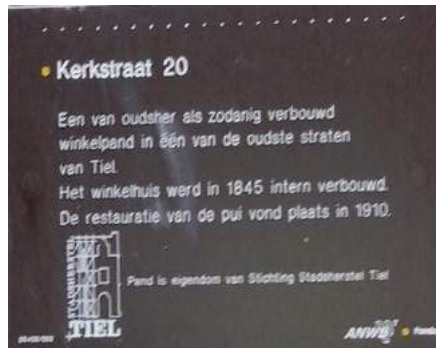 Kerkstraat 20
Een van oudsher als zodanig verbouwd
winkelpand in één van de oudste straten
van Tiel.
Het winkelhuis werd in 1845 intern verbouwd.
De restauratie van de pui vond plaats in 1910.
STADSHERSTEL
TIEL
Pand is eigendom van Stichting Stadsherstel Tiel
ANWB